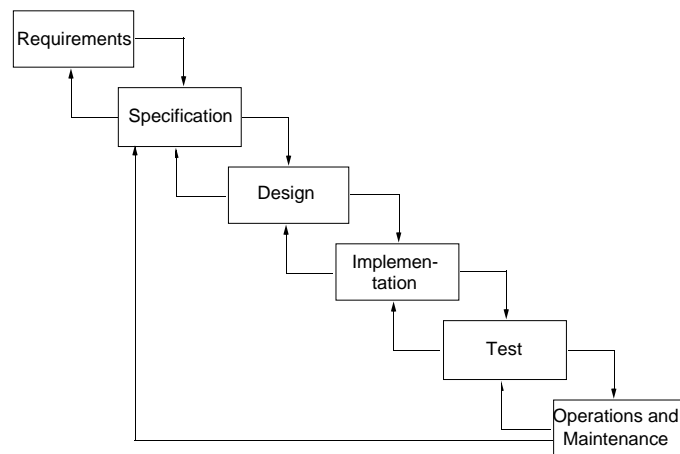 Requirements
Specification
Design
Implemen-
tation
Test
Operations and
Maintenance